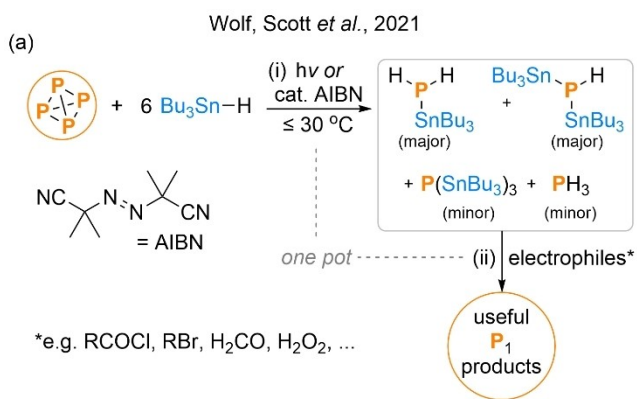 Wolf, Scott et al., 2021
(a)
P
P
P
P
+ 6 Bu3Sn–H
(i) hν or
cat. AIBN
≤ 30 °C
H H
P
SnBu3
(major)
+
Bu3Sn H
P
SnBu3
(major)
+ P(SnBu3)3 + PH3
(minor) (minor)
NC
N=N
CN
= AIBN
one pot
(ii) electrophiles*
useful
P1
products
*e.g. RCOCl, RBr, H2CO, H2O2, ...